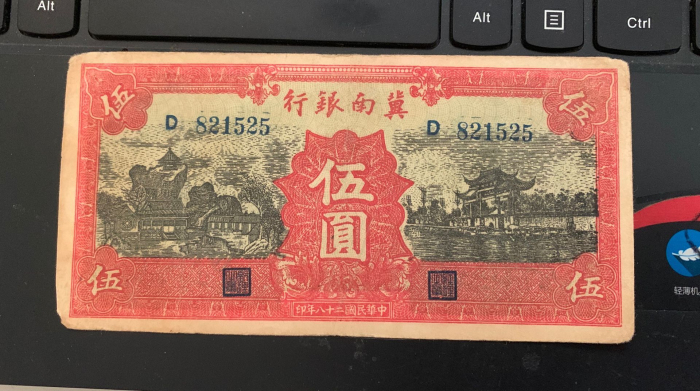 Alt
Alt
Ctrl
伍 伍
行銀南冀
D 821525
D 821525
伍圓
伍 伍
印年八十二國民華中
轻薄机